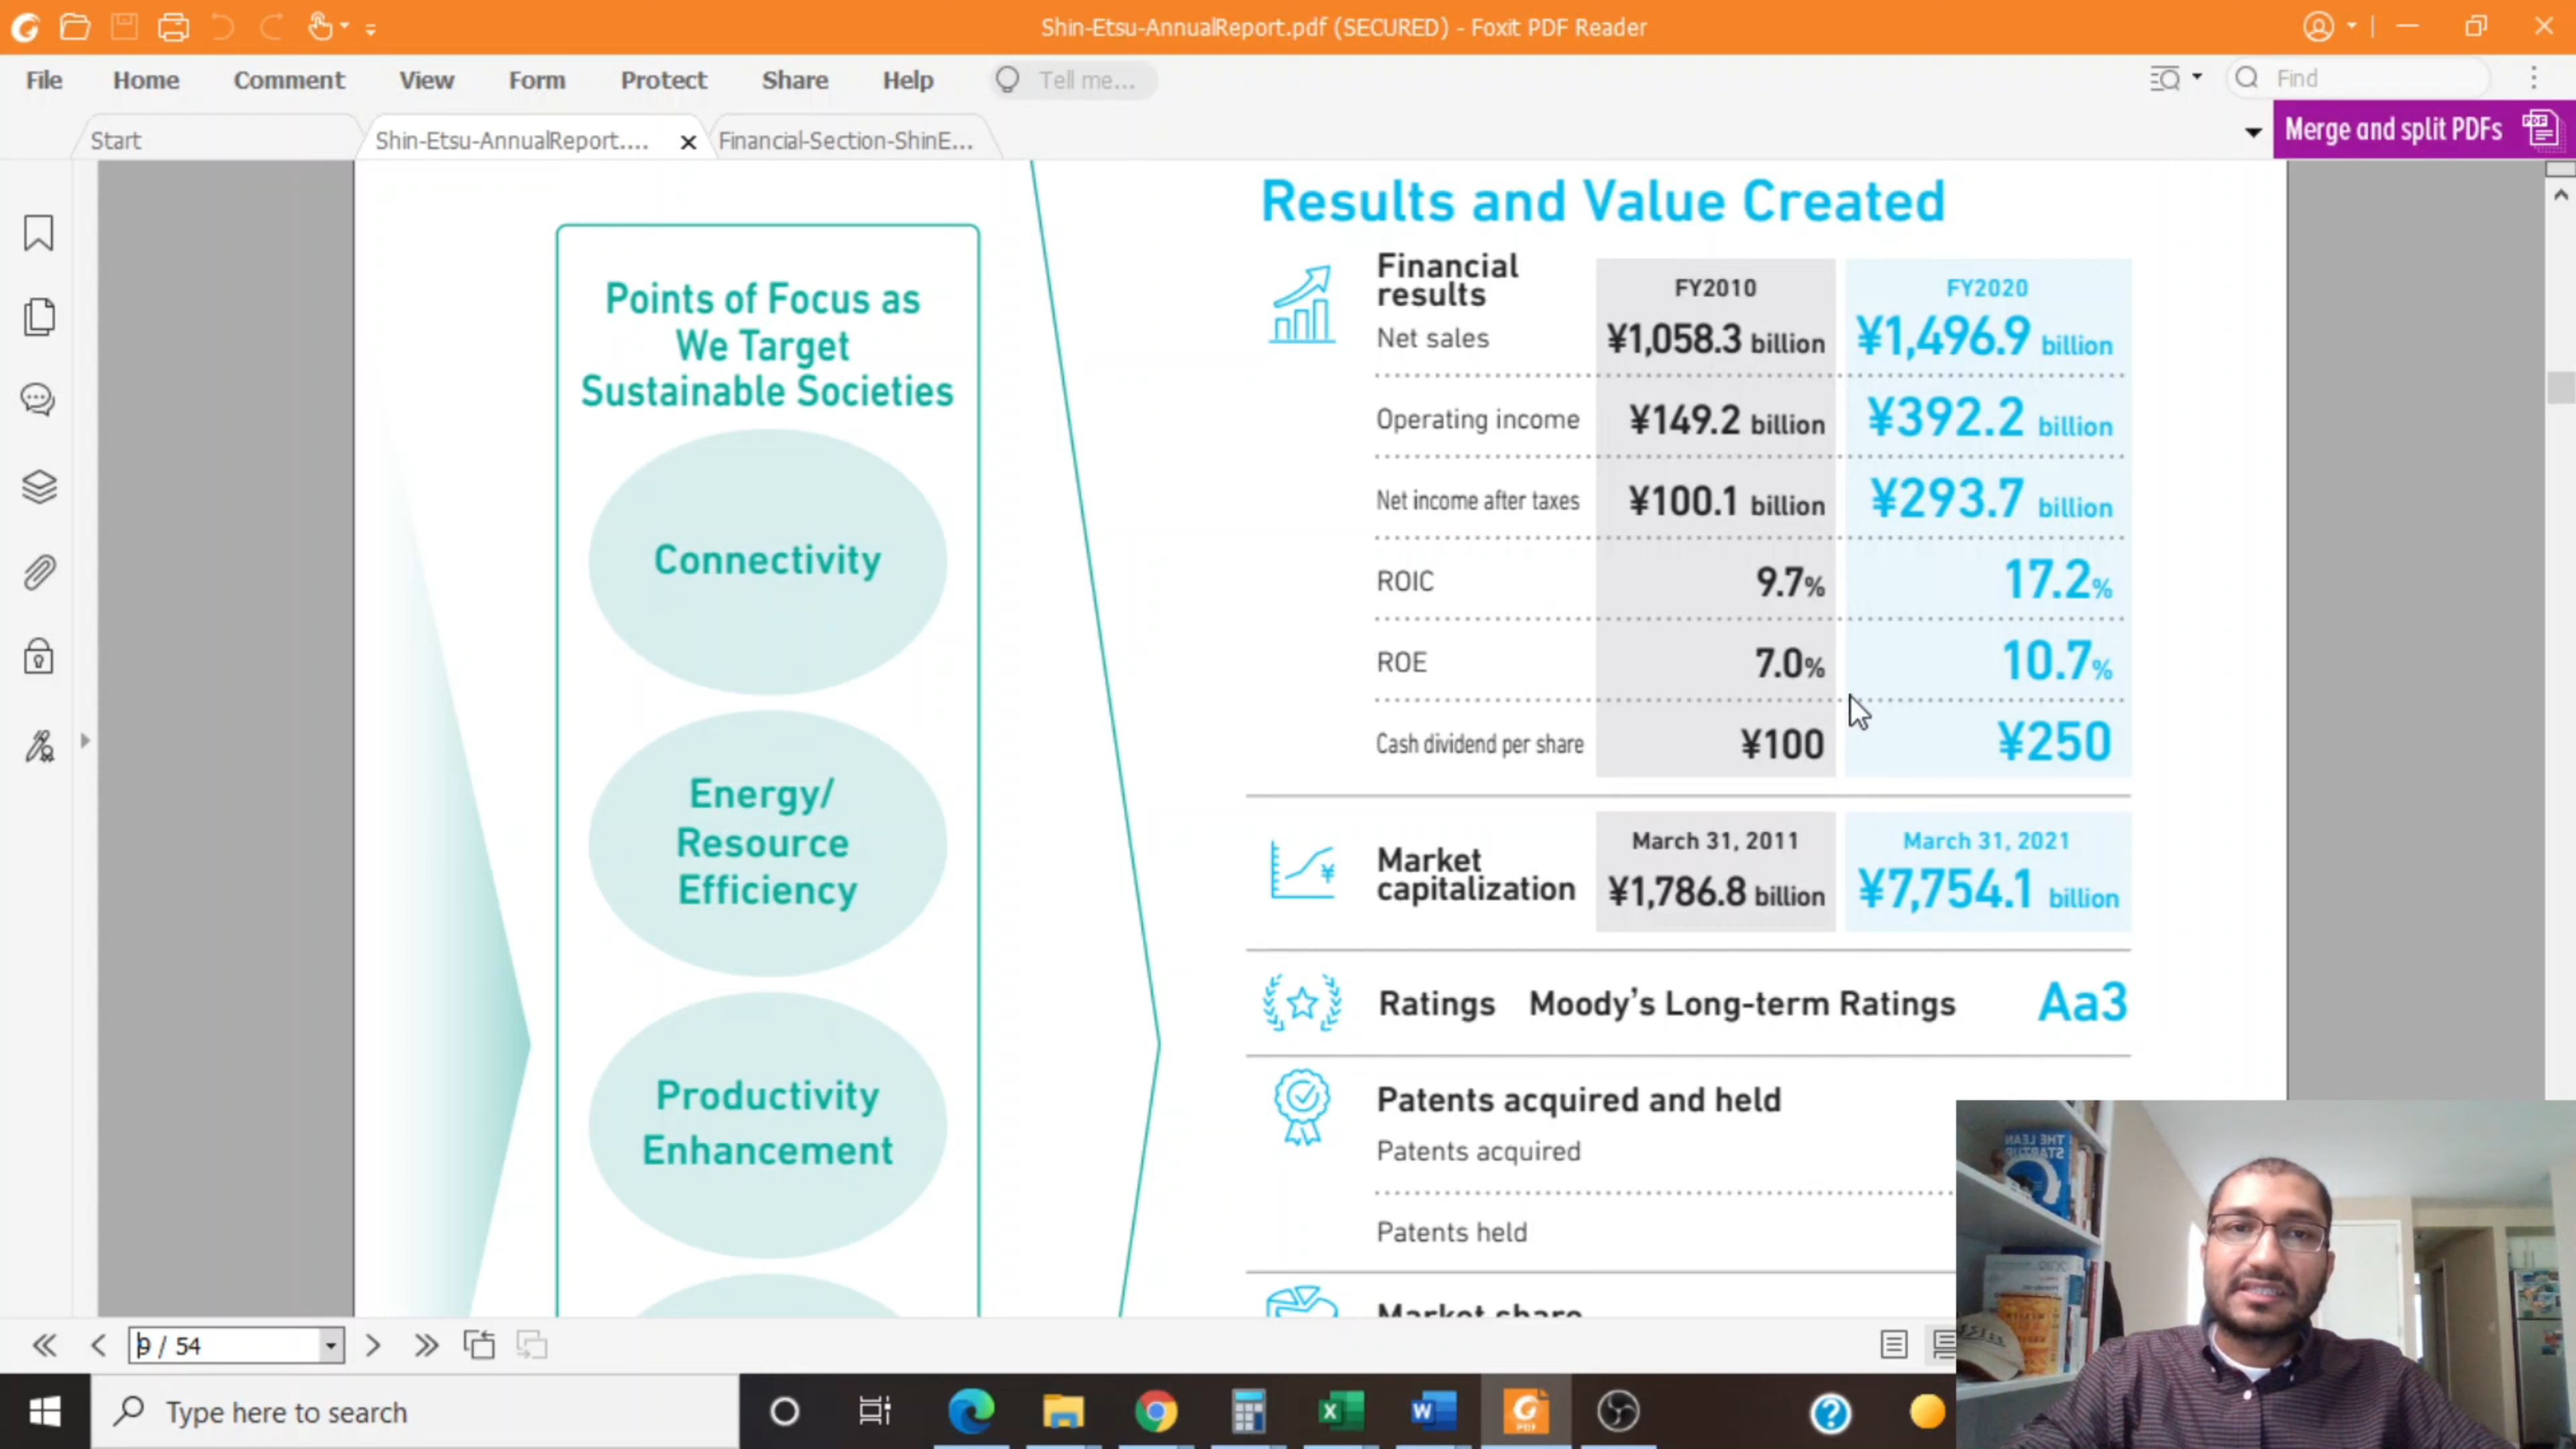 Shin-Etsu-AnnualReport.pdf (SECURED) - Foxit PDF Reader
File Home Comment View Form Protect Share Help Tell me... Find
Start Shin-Etsu-AnnualReport.... Financial-Section-ShinE... Merge and split PDFs
Points of Focus as
We Target
Sustainable Societies
Connectivity
Energy/
Resource
Efficiency
Productivity
Enhancement
Results and Value Created
Financial
results
FY2010 FY2020
Net sales ¥1,058.3 billion ¥1,496.9 billion
Operating income ¥149.2 billion ¥392.2 billion
Net income after taxes ¥100.1 billion ¥293.7 billion
ROIC 9.7% 17.2%
ROE 7.0% 10.7%
Cash dividend per share ¥100 ¥250
March 31, 2011 March 31, 2021
Market
capitalization
¥1,786.8 billion ¥7,754.1 billion
Ratings Moody's Long-term Ratings Aa3
Patents acquired and held
Patents acquired
Patents held
Market share
THE LEAN
STARTUP
9 / 54
Type here to search